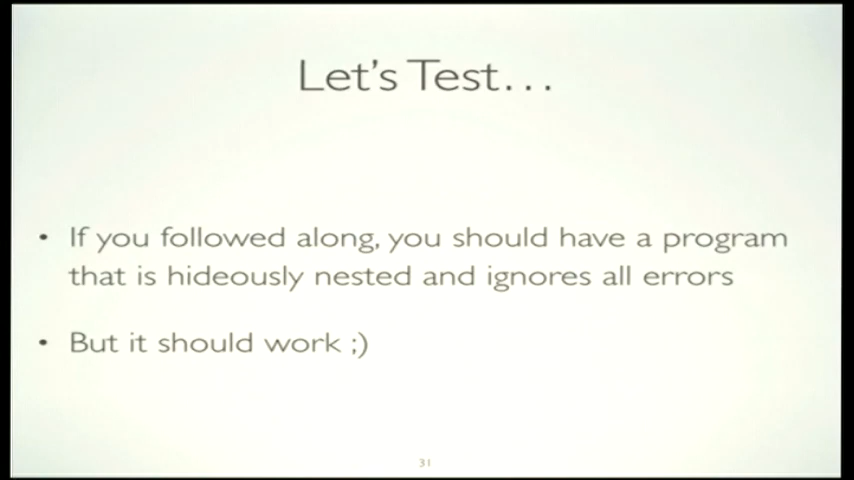 Let's Test...
• If you followed along, you should have a program
that is hideously nested and ignores all errors
• But it should work ;)
31